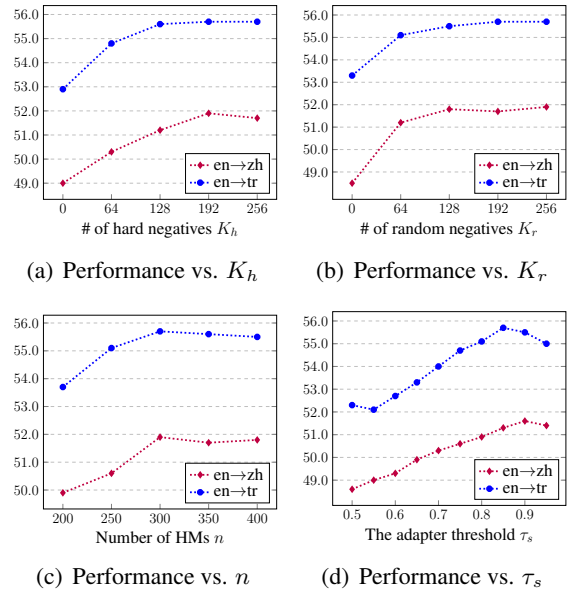 56.0
55.0
54.0
53.0
52.0
51.0
50.0
49.0
en→zh
en→tr
0 64 128 192 256
# of hard negatives K_h
(a) Performance vs. K_h
56.0
55.0
54.0
53.0
52.0
51.0
50.0
49.0
en→zh
en→tr
0 64 128 192 256
# of random negatives K_r
(b) Performance vs. K_r
56.0
55.0
54.0
53.0
52.0
51.0
50.0
en→zh
en→tr
200 250 300 350 400
Number of HMs n
(c) Performance vs. n
56.0
55.0
54.0
53.0
52.0
51.0
50.0
49.0
en→zh
en→tr
0.5 0.6 0.7 0.8 0.9
The adapter threshold τ_s
(d) Performance vs. τ_s